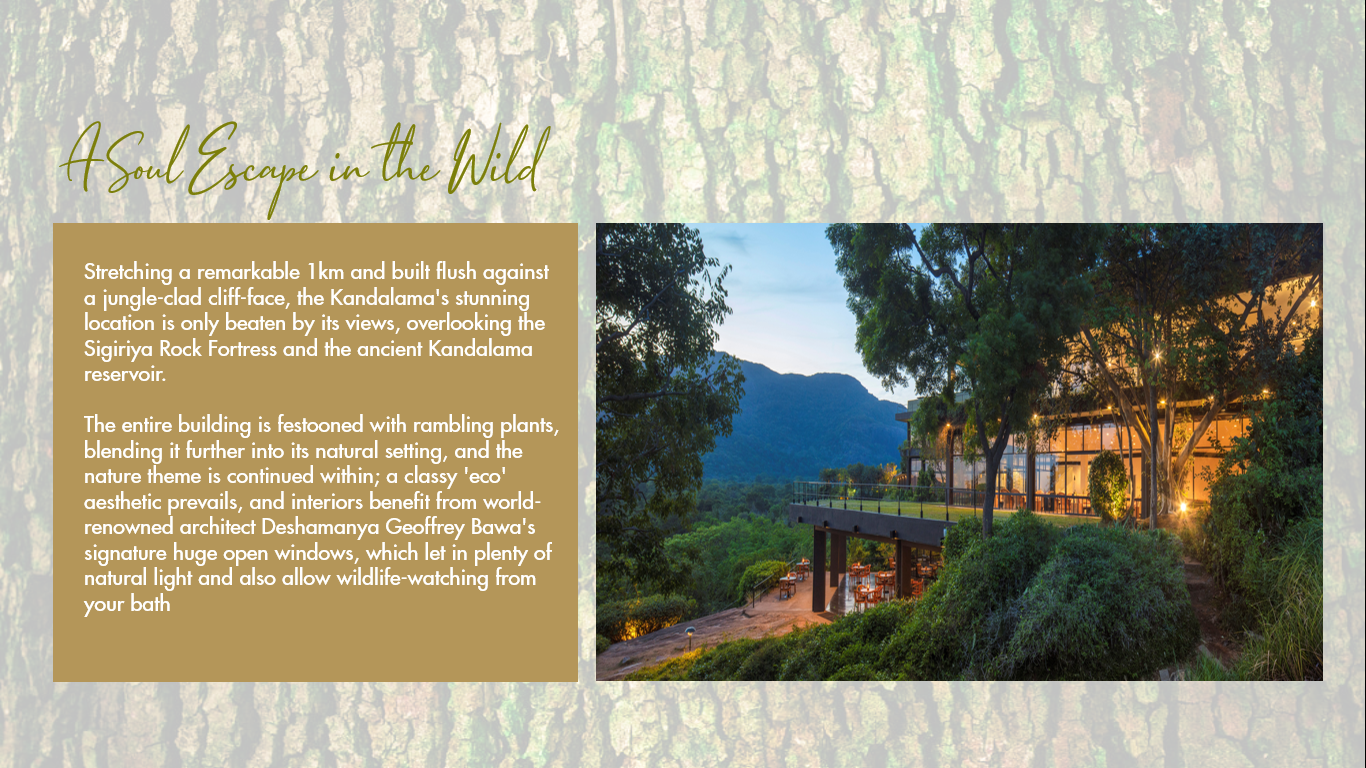 A Soul Escape in the Wild
Stretching a remarkable 1km and built flush against
a jungle-clad cliff-face, the Kandalama's stunning
location is only beaten by its views, overlooking the
Sigiriya Rock Fortress and the ancient Kandalama
reservoir.
The entire building is festooned with rambling plants,
blending it further into its natural setting, and the
nature theme is continued within; a classy 'eco'
aesthetic prevails, and interiors benefit from world-
renowned architect Deshamanya Geoffrey Bawa's
signature huge open windows, which let in plenty of
natural light and also allow wildlife-watching from
your bath